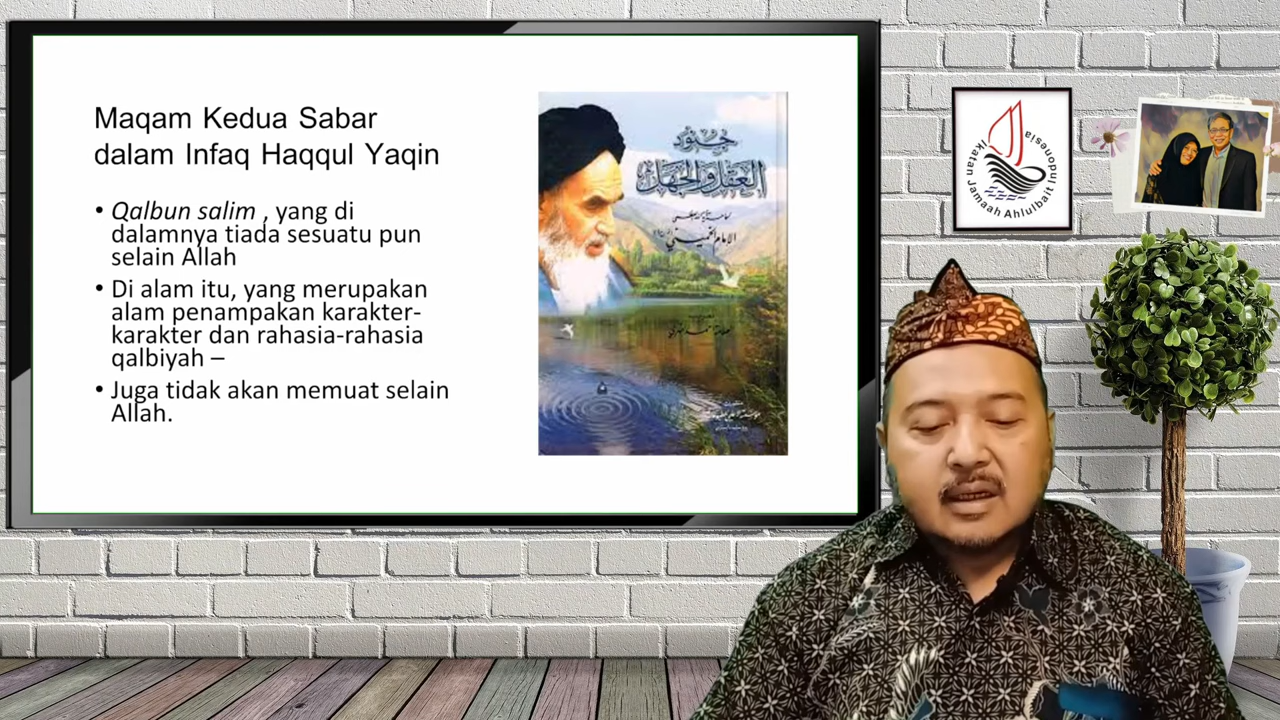 Maqam Kedua Sabar
dalam Infaq Haqqul Yaqin
• Qalbun salim , yang di
dalamnya tiada sesuatu pun
selain Allah
• Di alam itu, yang merupakan
alam penampakan karakter-
karakter dan rahasia-rahasia
qalbiyah –
• Juga tidak akan memuat selain
Allah.
جنود
العقل والجهل
الامام الخميني
Ikatan Jamaah Ahlulbait Indonesia